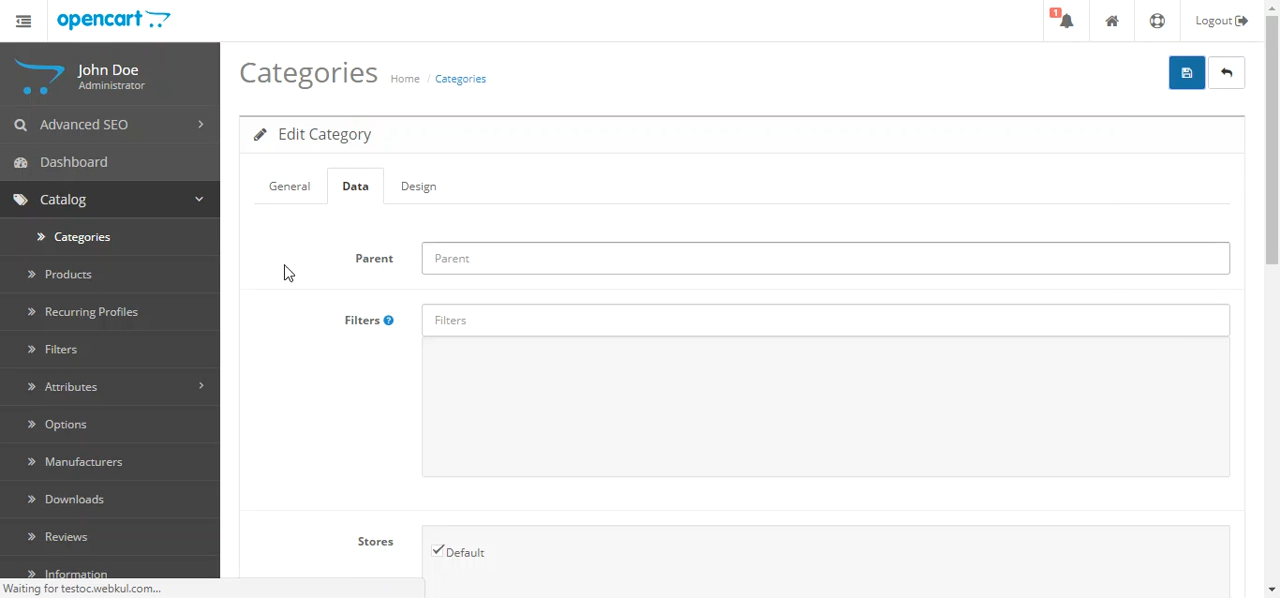 opencart
1
Logout
John Doe
Administrator
Advanced SEO
Dashboard
Catalog
Categories
Products
Recurring Profiles
Filters
Attributes
Options
Manufacturers
Downloads
Reviews
Information
Categories Home / Categories
Edit Category
General Data Design
Parent Parent
Filters ? Filters
Stores
Default
Waiting for testoc.webkul.com...